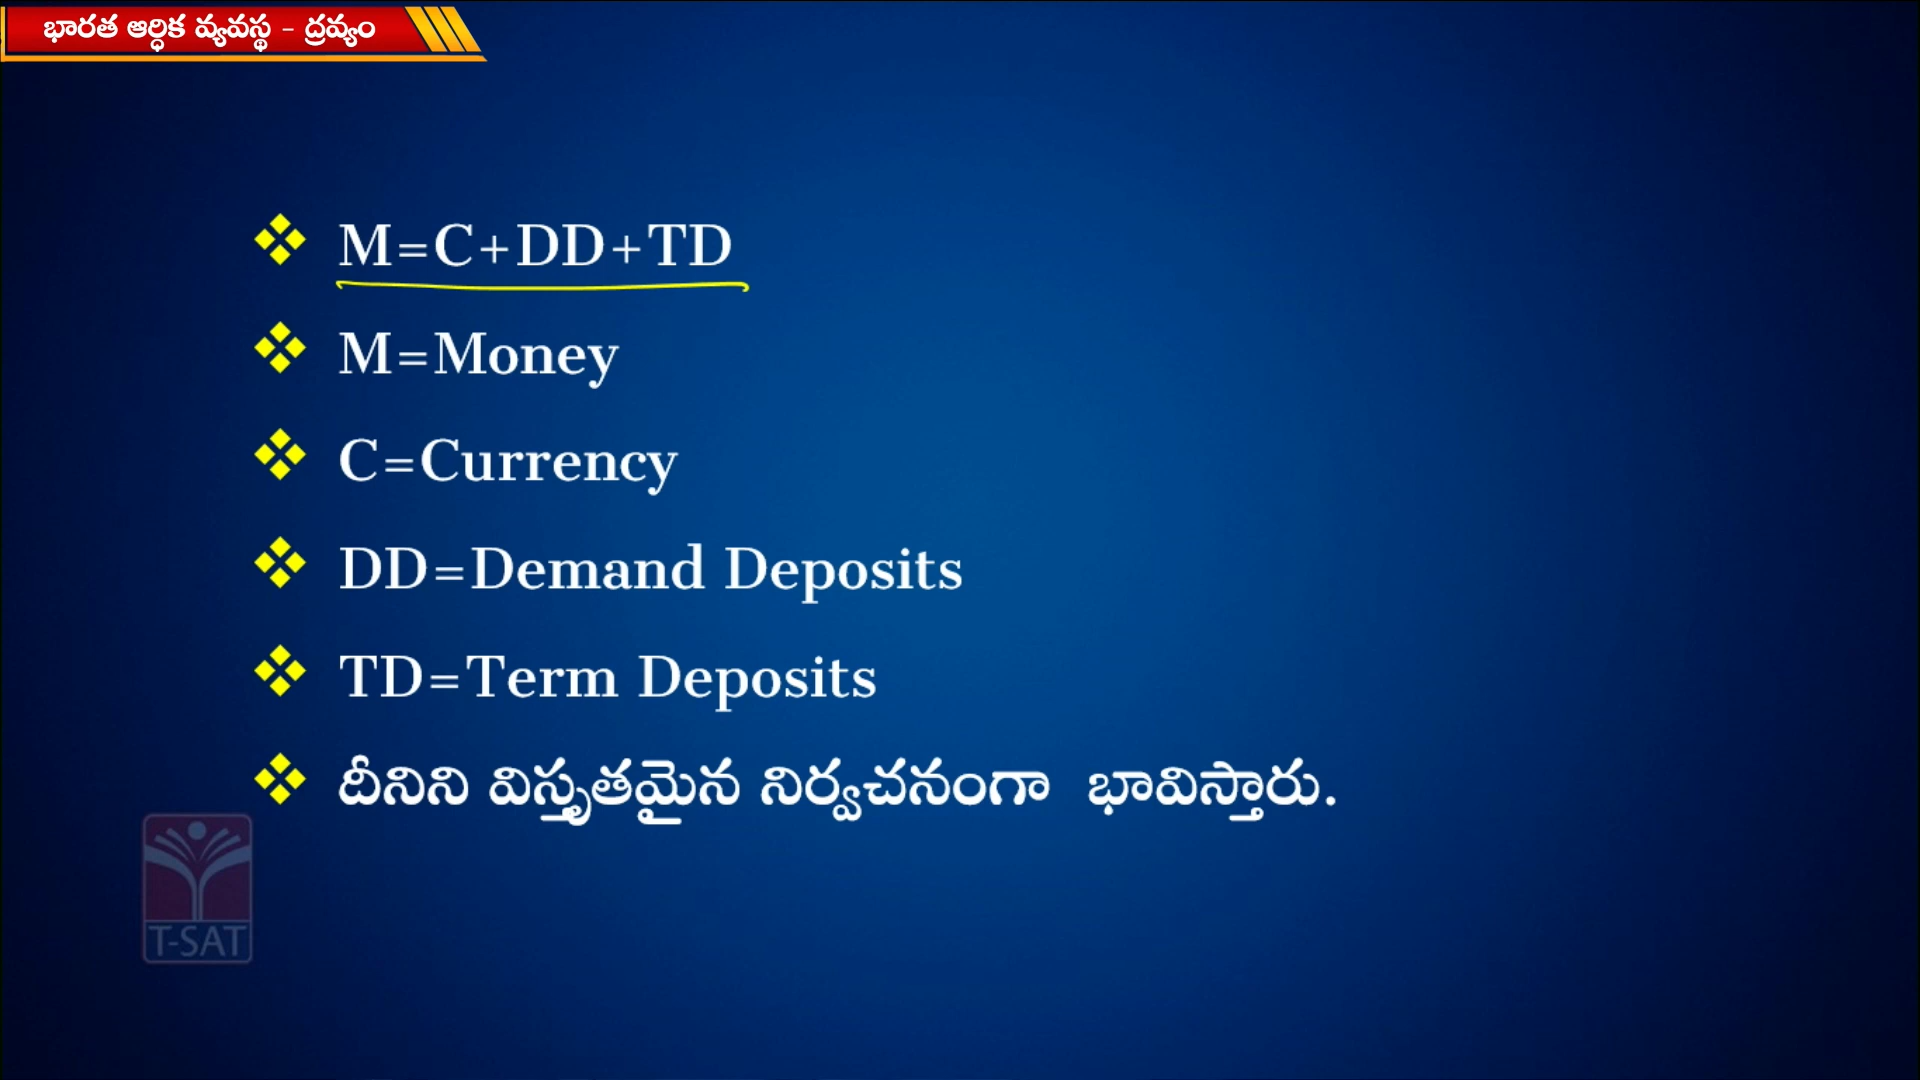 భారత ఆర్థిక వ్యవస్థ - ద్రవ్యం
M=C+DD+TD
M=Money
C=Currency
DD=Demand Deposits
TD=Term Deposits
దీనిని విస్తృతమైన నిర్వచనంగా భావిస్తారు.
T-SAT